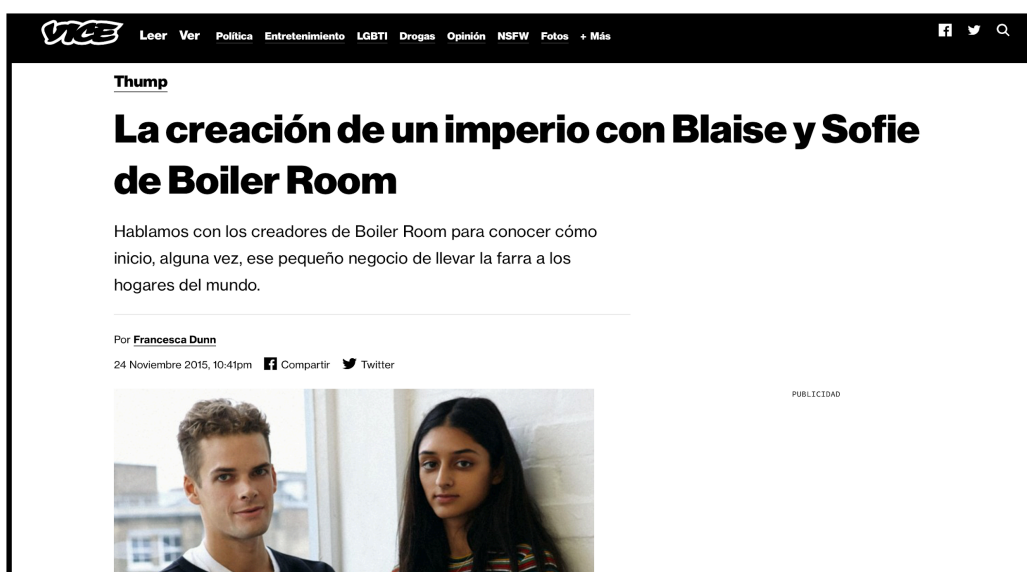 VICE Leer Ver Política Entretenimiento LGBTI Drogas Opinión NSFW Fotos + Más
Thump
La creación de un imperio con Blaise y Sofie
de Boiler Room
Hablamos con los creadores de Boiler Room para conocer cómo
inicio, alguna vez, ese pequeño negocio de llevar la farra a los
hogares del mundo.
Por Francesca Dunn
24 Noviembre 2015, 10:41pm Compartir Twitter
PUBLICIDAD